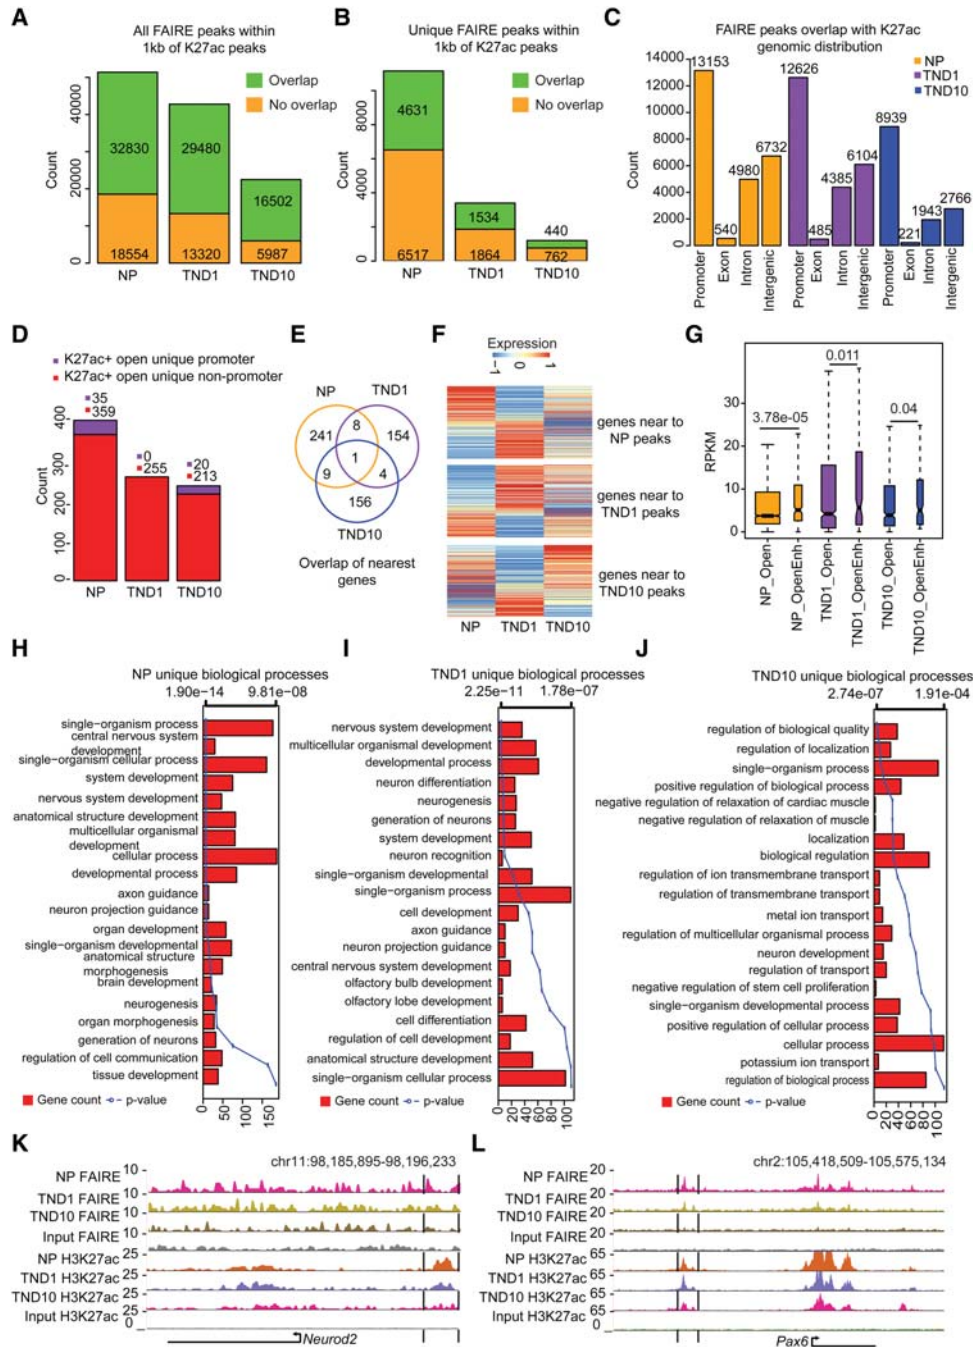 A
All FAIRE peaks within
1kb of K27ac peaks
Overlap
No overlap
Count
0
20000
40000
32830
29480
16502
18554
13320
5987
NP
TND1
TND10
B
Unique FAIRE peaks within
1kb of K27ac peaks
Overlap
No overlap
Count
0
4000
8000
4631
1534
440
6517
1864
762
NP
TND1
TND10
C
FAIRE peaks overlap with K27ac
genomic distribution
NP
TND1
TND10
Count
14000
12000
10000
8000
6000
4000
2000
0
13153
540
4980
6732
12626
485
4385
6104
8939
221
1943
2766
Promoter
Exon
Intron
Intergenic
Promoter
Exon
Intron
Intergenic
Promoter
Exon
Intron
Intergenic
D
K27ac+ open unique promoter
K27ac+ open unique non-promoter
35
359
0
255
20
213
Count
0
100
200
300
400
NP
TND1
TND10
E
NP
TND1
241
8
154
1
9
4
156
TND10
Overlap of nearest
genes
F
Expression
-1
0
1
genes near to
NP peaks
genes near to
TND1 peaks
genes near to
TND10 peaks
NP
TND1
TND10
G
RPKM
30
20
10
0
3.78e-05
0.011
0.04
NP_Open
NP_OpenEnh
TND1_Open
TND1_OpenEnh
TND10_Open
TND10_OpenEnh
H
NP unique biological processes
1.90e-14
9.81e-08
single-organism process
central nervous system
development
single-organism cellular process
system development
nervous system development
anatomical structure development
multicellular organismal
development
cellular process
developmental process
axon guidance
neuron projection guidance
organ development
single-organism developmental
anatomical structure
morphogenesis
brain development
neurogenesis
organ morphogenesis
generation of neurons
regulation of cell communication
tissue development
Gene count
p-value
0
50
100
150
I
TND1 unique biological processes
2.25e-11
1.78e-07
nervous system development
multicellular organismal development
developmental process
neuron differentiation
neurogenesis
generation of neurons
system development
neuron recognition
single-organism developmental
single-organism process
cell development
axon guidance
neuron projection guidance
central nervous system development
olfactory bulb development
olfactory lobe development
cell differentiation
regulation of cell development
anatomical structure development
single-organism cellular process
Gene count
p-value
0
20
40
60
80
100
J
TND10 unique biological processes
2.74e-07
1.91e-04
regulation of biological quality
regulation of localization
single-organism process
positive regulation of biological process
negative regulation of relaxation of cardiac muscle
negative regulation of relaxation of muscle
localization
biological regulation
regulation of ion transmembrane transport
regulation of transmembrane transport
metal ion transport
regulation of multicellular organismal process
neuron development
regulation of transport
negative regulation of stem cell proliferation
single-organism developmental process
positive regulation of cellular process
cellular process
potassium ion transport
regulation of biological process
Gene count
p-value
0
20
40
60
80
100
K
chr11:98,185,895-98,196,233
NP FAIRE
10
TND1 FAIRE
10
TND10 FAIRE
10
Input FAIRE
10
NP H3K27ac
25
TND1 H3K27ac
25
TND10 H3K27ac
25
Input H3K27ac
25
0
Neurod2
L
chr2:105,418,509-105,575,134
NP FAIRE
20
TND1 FAIRE
20
TND10 FAIRE
20
Input FAIRE
20
NP H3K27ac
65
TND1 H3K27ac
65
TND10 H3K27ac
65
Input H3K27ac
65
0
Pax6